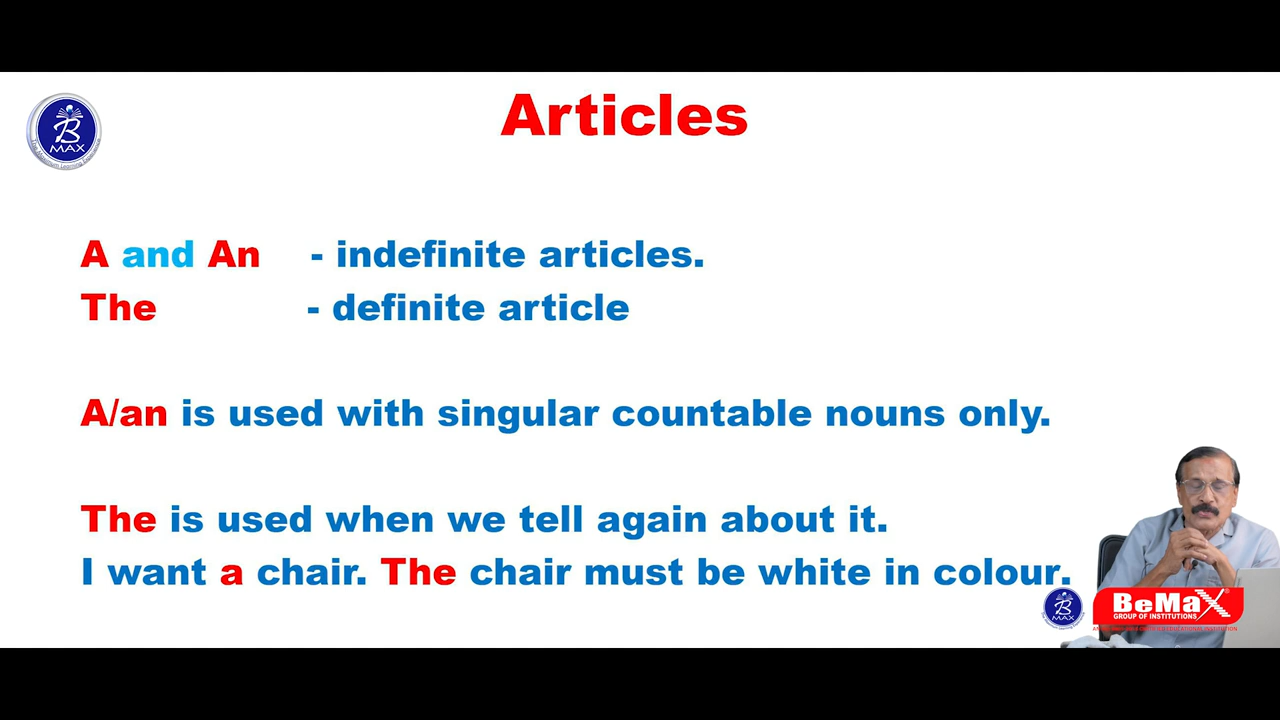 Articles
B
MAX
A and An - indefinite articles.
The - definite article
A/an is used with singular countable nouns only.
The is used when we tell again about it.
I want a chair. The chair must be white in colour.
B
MAX
BeMaX
GROUP OF INSTITUTIONS